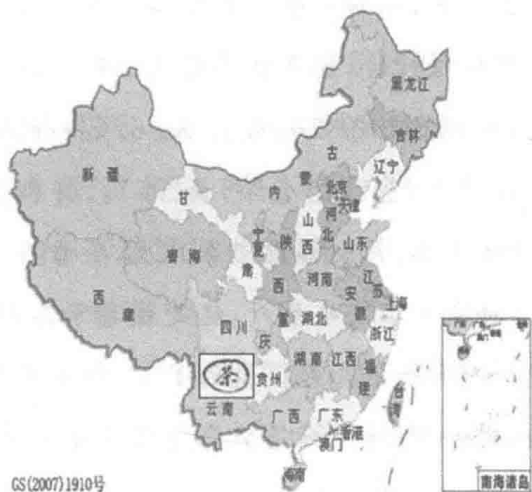 黑龙江
吉林
辽宁
内蒙古
新疆
甘肃
北京
天津
河北
山西
山东
宁夏
陕西
青海
西藏
河南
江苏
安徽
上海
四川
重庆
湖北
浙江
茶
贵州
湖南
江西
福建
云南
广西
广东
台湾
香港
澳门
海南
南海诸岛
GS(2007)1910号